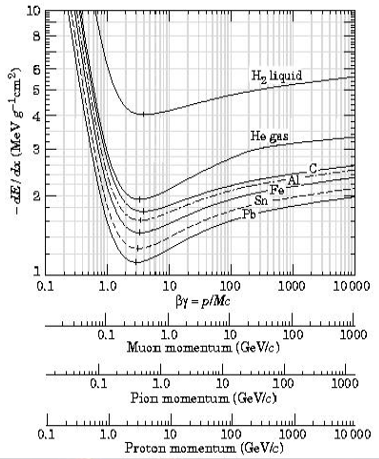 10
8
6
5
4
3
2
1
− dE / dx (MeV g⁻¹cm²)
H₂ liquid
He gas
C
Al
Fe
Sn
Pb
0.1 1.0 10 100 1000 10 000
βγ = p/Mc
0.1 1.0 10 100 1000
Muon momentum (GeV/c)
0.1 1.0 10 100 1000
Pion momentum (GeV/c)
0.1 1.0 10 100 1000 10 000
Proton momentum (GeV/c)